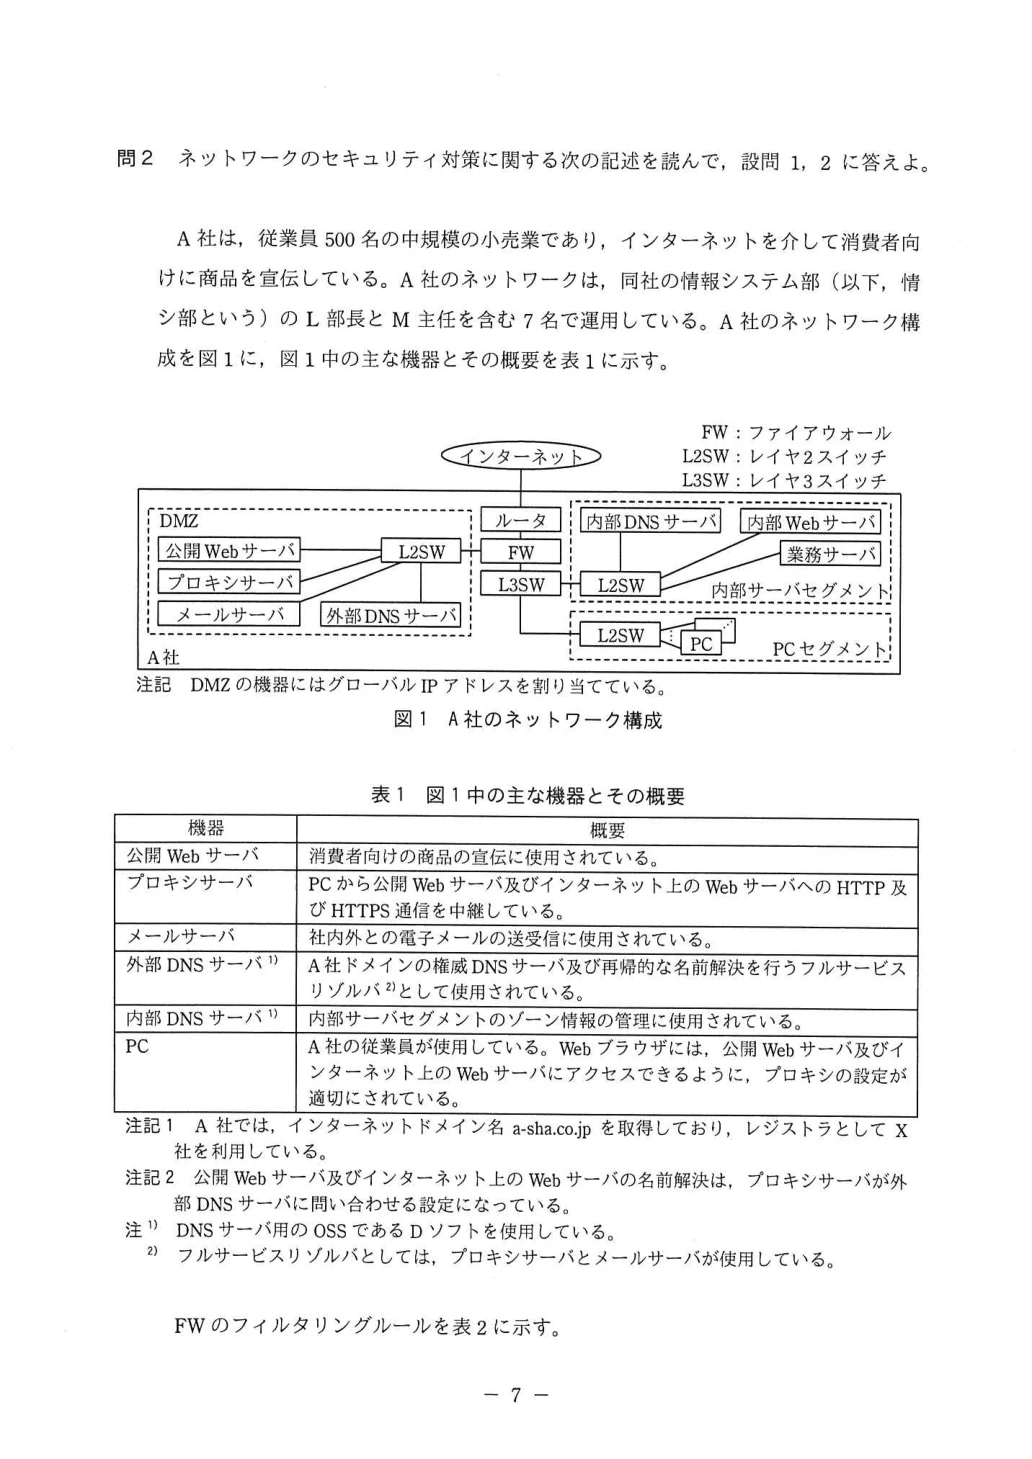 問2 ネットワークのセキュリティ対策に関する次の記述を読んで，設問 1，2 に答えよ。
A 社は，従業員 500 名の中規模の小売業であり，インターネットを介して消費者向
けに商品を宣伝している。A 社のネットワークは，同社の情報システム部（以下，情
シ部という）の L 部長と M 主任を含む 7 名で運用している。A 社のネットワーク構
成を図 1 に，図 1 中の主な機器とその概要を表 1 に示す。
FW：ファイアウォール
L2SW：レイヤ2スイッチ
L3SW：レイヤ3スイッチ
インターネット
DMZ
公開 Web サーバ
プロキシサーバ
メールサーバ
L2SW
外部 DNS サーバ
ルータ
FW
L3SW
内部 DNS サーバ
内部 Web サーバ
業務サーバ
L2SW
内部サーバセグメント
L2SW
PC
PC セグメント
A 社
注記 DMZ の機器にはグローバル IP アドレスを割り当てている。
図1 A 社のネットワーク構成
表1 図1中の主な機器とその概要
機器 概要
公開 Web サーバ 消費者向けの商品の宣伝に使用されている。
プロキシサーバ PC から公開 Web サーバ及びインターネット上の Web サーバへの HTTP 及
び HTTPS 通信を中継している。
メールサーバ 社内外との電子メールの送受信に使用されている。
外部 DNS サーバ 1) A 社ドメインの権威 DNS サーバ及び再帰的な名前解決を行うフルサービス
リゾルバ 2)として使用されている。
内部 DNS サーバ 1) 内部サーバセグメントのゾーン情報の管理に使用されている。
PC A 社の従業員が使用している。Web ブラウザには，公開 Web サーバ及びイ
ンターネット上の Web サーバにアクセスできるように，プロキシの設定が
適切にされている。
注記1 A 社では，インターネットドメイン名 a-sha.co.jp を取得しており，レジストラとして X
社を利用している。
注記2 公開 Web サーバ及びインターネット上の Web サーバの名前解決は，プロキシサーバが外
部 DNS サーバに問い合わせる設定になっている。
注 1) DNS サーバ用の OSS である D ソフトを使用している。
2) フルサービスリゾルバとしては，プロキシサーバとメールサーバが使用している。
FW のフィルタリングルールを表 2 に示す。
－ 7 －